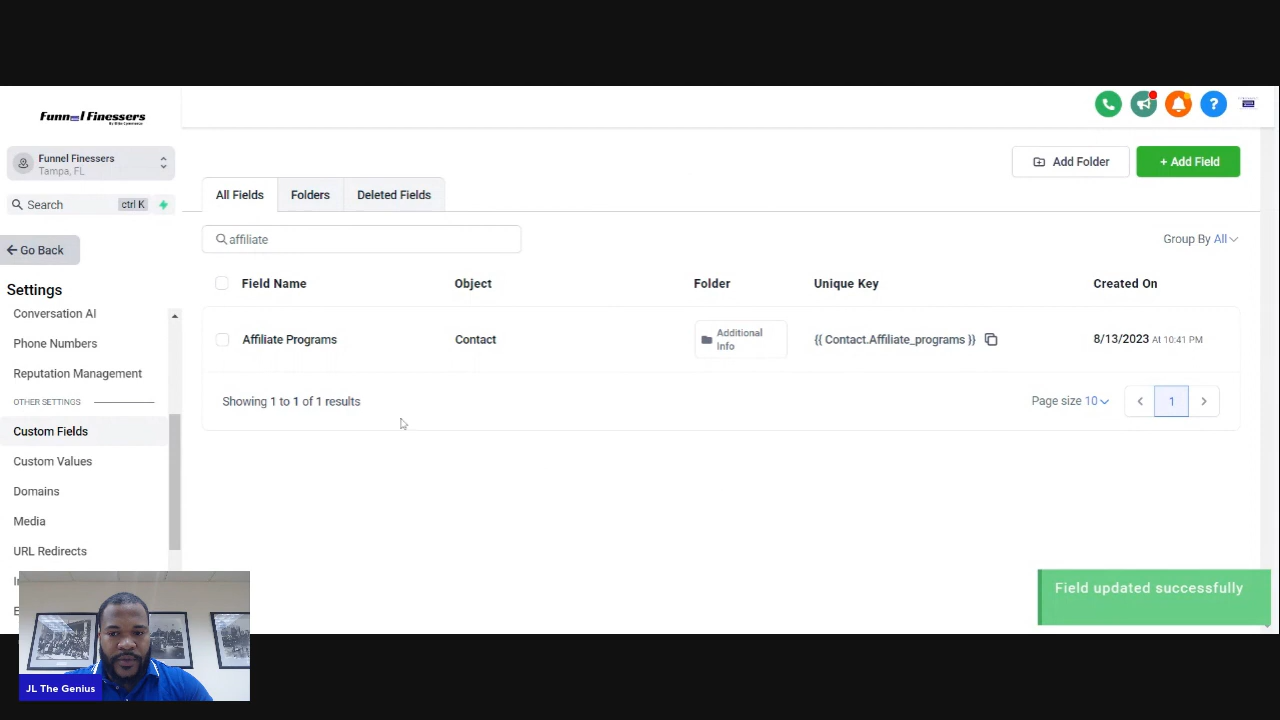 Funnel Finessers
Funnel Finessers
Tampa, FL
Search ctrl K
Go Back
Settings
Conversation AI
Phone Numbers
Reputation Management
OTHER SETTINGS
Custom Fields
Custom Values
Domains
Media
URL Redirects
JL The Genius
Add Folder
+ Add Field
All Fields Folders Deleted Fields
affiliate
Group By All
Field Name Object Folder Unique Key Created On
Affiliate Programs Contact Additional Info {{ Contact.Affiliate_programs }} 8/13/2023 At 10:41 PM
Showing 1 to 1 of 1 results
Page size 10 1
Field updated successfully